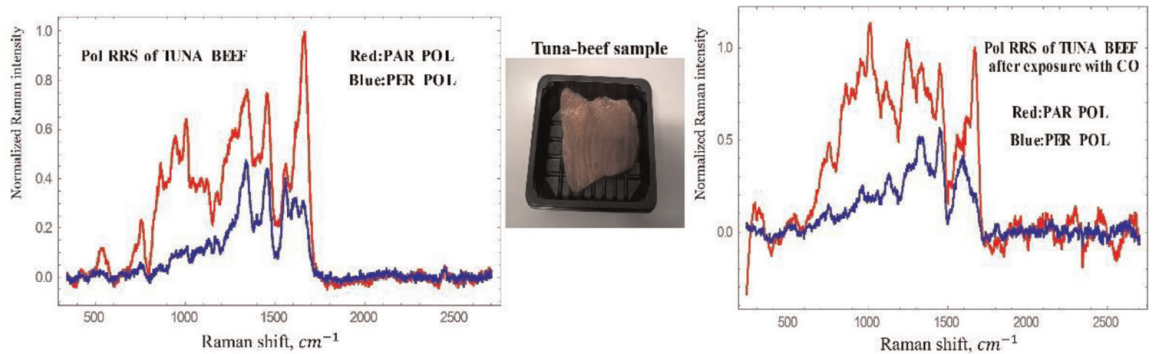 Pol RRS of TUNA BEEF
Red:PAR POL
Blue:PER POL
Normalized Raman intensity
1.0
0.8
0.6
0.4
0.2
0.0
500
1000
1500
2000
2500
Raman shift, cm⁻¹
Tuna-beef sample
Pol RRS of TUNA BEEF
after exposure with CO
Red:PAR POL
Blue:PER POL
Normalized Raman intensity
1.0
0.5
0.0
500
1000
1500
2000
2500
Raman shift, cm⁻¹